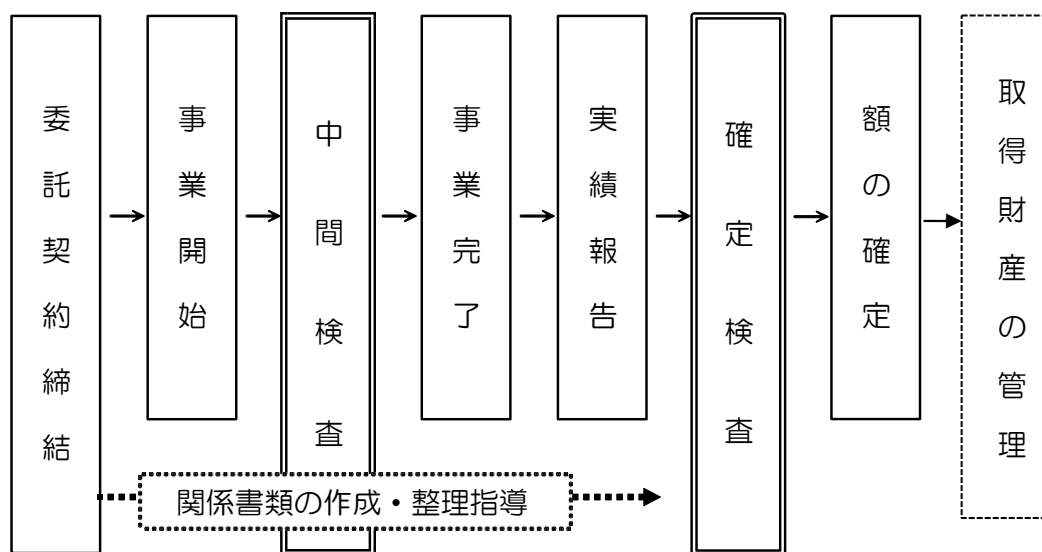 委託契約締結
事業開始
中間検査
事業完了
実績報告
確定検査
額の確定
取得財産の管理
関係書類の作成・整理指導